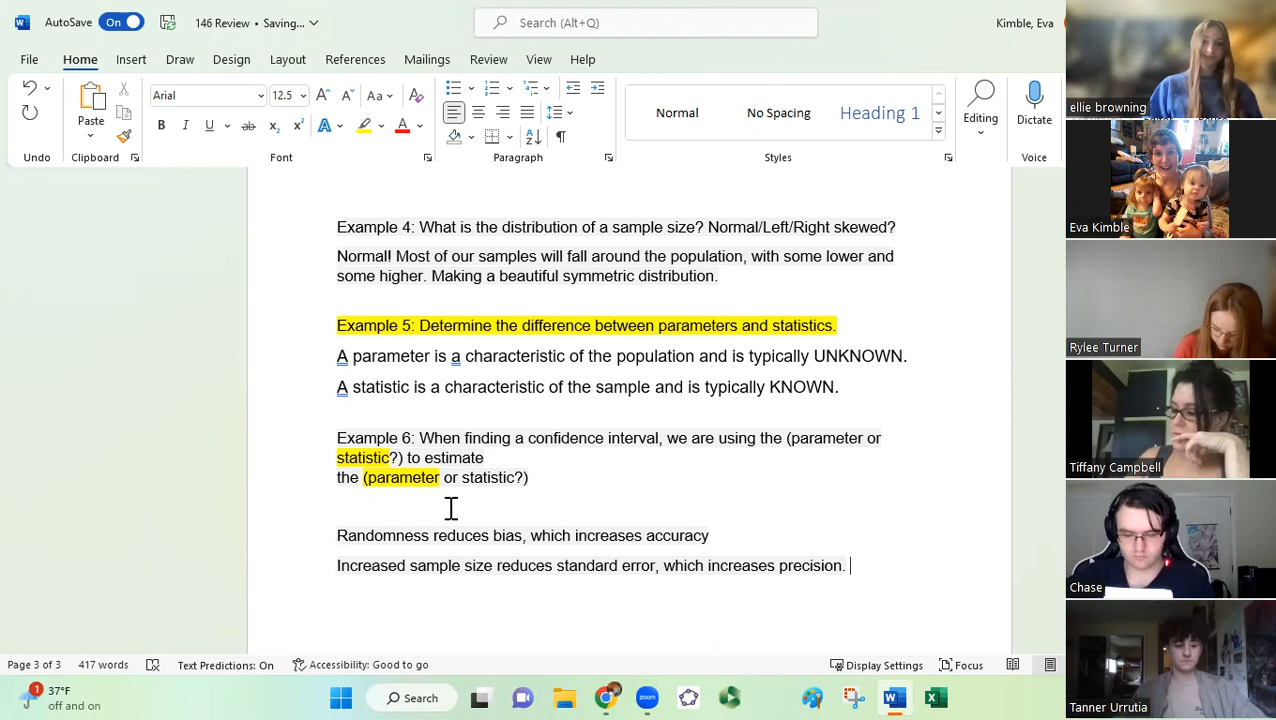 AutoSave On 146 Review • Saving... Search (Alt+Q) Kimble, Eva
File Home Insert Draw Design Layout References Mailings Review View Help
Arial 12.5 Aa
Paste Normal No Spacing Heading 1 Editing Dictate
B I U ab x₂ x² A A
Undo Clipboard Font Paragraph Styles Voice
Example 4: What is the distribution of a sample size? Normal/Left/Right skewed?
Normal! Most of our samples will fall around the population, with some lower and
some higher. Making a beautiful symmetric distribution.
Example 5: Determine the difference between parameters and statistics.
A parameter is a characteristic of the population and is typically UNKNOWN.
A statistic is a characteristic of the sample and is typically KNOWN.
Example 6: When finding a confidence interval, we are using the (parameter or
statistic?) to estimate
the (parameter or statistic?)
Randomness reduces bias, which increases accuracy
Increased sample size reduces standard error, which increases precision.
Page 3 of 3 417 words Text Predictions: On Accessibility: Good to go Display Settings Focus
1 37°F
off and on
Search
zoom
ellie browning
Eva Kimble
Rylee Turner
Tiffany Campbell
Chase
Tanner Urrutia